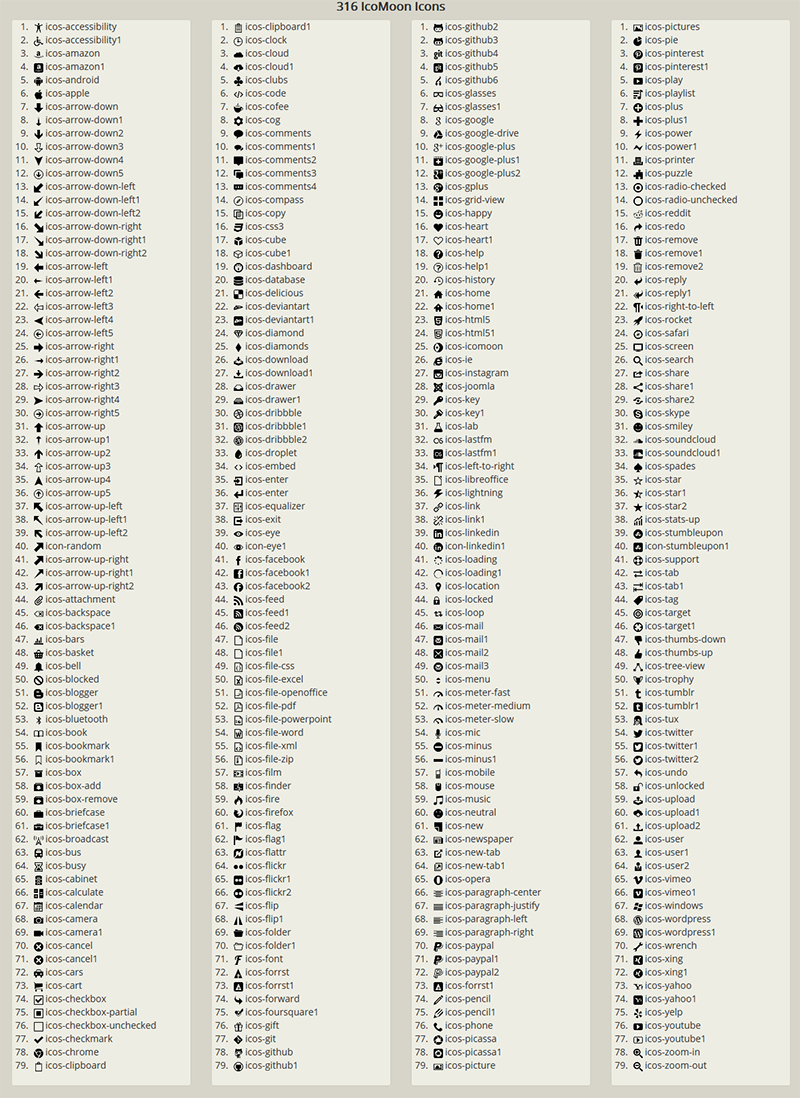 316 IcoMoon Icons
1. icos-accessibility
2. icos-accessibility1
3. icos-amazon
4. icos-amazon1
5. icos-android
6. icos-apple
7. icos-arrow-down
8. icos-arrow-down1
9. icos-arrow-down2
10. icos-arrow-down3
11. icos-arrow-down4
12. icos-arrow-down5
13. icos-arrow-down-left
14. icos-arrow-down-left1
15. icos-arrow-down-left2
16. icos-arrow-down-right
17. icos-arrow-down-right1
18. icos-arrow-down-right2
19. icos-arrow-left
20. icos-arrow-left1
21. icos-arrow-left2
22. icos-arrow-left3
23. icos-arrow-left4
24. icos-arrow-left5
25. icos-arrow-right
26. icos-arrow-right1
27. icos-arrow-right2
28. icos-arrow-right3
29. icos-arrow-right4
30. icos-arrow-right5
31. icos-arrow-up
32. icos-arrow-up1
33. icos-arrow-up2
34. icos-arrow-up3
35. icos-arrow-up4
36. icos-arrow-up5
37. icos-arrow-up-left
38. icos-arrow-up-left1
39. icos-arrow-up-left2
40. icon-random
41. icos-arrow-up-right
42. icos-arrow-up-right1
43. icos-arrow-up-right2
44. icos-attachment
45. icos-backspace
46. icos-backspace1
47. icos-bars
48. icos-basket
49. icos-bell
50. icos-blocked
51. icos-blogger
52. icos-blogger1
53. icos-bluetooth
54. icos-book
55. icos-bookmark
56. icos-bookmark1
57. icos-box
58. icos-box-add
59. icos-box-remove
60. icos-briefcase
61. icos-briefcase1
62. icos-broadcast
63. icos-bus
64. icos-busy
65. icos-cabinet
66. icos-calculate
67. icos-calendar
68. icos-camera
69. icos-camera1
70. icos-cancel
71. icos-cancel1
72. icos-cars
73. icos-cart
74. icos-checkbox
75. icos-checkbox-partial
76. icos-checkbox-unchecked
77. icos-checkmark
78. icos-chrome
79. icos-clipboard
1. icos-clipboard1
2. icos-clock
3. icos-cloud
4. icos-cloud1
5. icos-clubs
6. icos-code
7. icos-cofee
8. icos-cog
9. icos-comments
10. icos-comments1
11. icos-comments2
12. icos-comments3
13. icos-comments4
14. icos-compass
15. icos-copy
16. icos-css3
17. icos-cube
18. icos-cube1
19. icos-dashboard
20. icos-database
21. icos-delicious
22. icos-deviantart
23. icos-deviantart1
24. icos-diamond
25. icos-diamonds
26. icos-download
27. icos-download1
28. icos-drawer
29. icos-drawer1
30. icos-dribbble
31. icos-dribbble1
32. icos-dribbble2
33. icos-droplet
34. icos-embed
35. icos-enter
36. icos-enter
37. icos-equalizer
38. icos-exit
39. icos-eye
40. icon-eye1
41. icos-facebook
42. icos-facebook1
43. icos-facebook2
44. icos-feed
45. icos-feed1
46. icos-feed2
47. icos-file
48. icos-file1
49. icos-file-css
50. icos-file-excel
51. icos-file-openoffice
52. icos-file-pdf
53. icos-file-powerpoint
54. icos-file-word
55. icos-file-xml
56. icos-file-zip
57. icos-film
58. icos-finder
59. icos-fire
60. icos-firefox
61. icos-flag
62. icos-flag1
63. icos-flattr
64. icos-flickr
65. icos-flickr1
66. icos-flickr2
67. icos-flip
68. icos-flip1
69. icos-folder
70. icos-folder1
71. icos-font
72. icos-forrst
73. icos-forrst1
74. icos-forward
75. icos-foursquare1
76. icos-gift
77. icos-git
78. icos-github
79. icos-github1
1. icos-github2
2. icos-github3
3. icos-github4
4. icos-github5
5. icos-github6
6. icos-glasses
7. icos-glasses1
8. icos-google
9. icos-google-drive
10. icos-google-plus
11. icos-google-plus1
12. icos-google-plus2
13. icos-gplus
14. icos-grid-view
15. icos-happy
16. icos-heart
17. icos-heart1
18. icos-help
19. icos-help1
20. icos-history
21. icos-home
22. icos-home1
23. icos-html5
24. icos-html51
25. icos-icomoon
26. icos-ie
27. icos-instagram
28. icos-joomla
29. icos-key
30. icos-key1
31. icos-lab
32. icos-lastfm
33. icos-lastfm1
34. icos-left-to-right
35. icos-libreoffice
36. icos-lightning
37. icos-link
38. icos-link1
39. icos-linkedin
40. icon-linkedin1
41. icos-loading
42. icos-loading1
43. icos-location
44. icos-locked
45. icos-loop
46. icos-mail
47. icos-mail1
48. icos-mail2
49. icos-mail3
50. icos-menu
51. icos-meter-fast
52. icos-meter-medium
53. icos-meter-slow
54. icos-mic
55. icos-minus
56. icos-minus1
57. icos-mobile
58. icos-mouse
59. icos-music
60. icos-neutral
61. icos-new
62. icos-newspaper
63. icos-new-tab
64. icos-new-tab1
65. icos-opera
66. icos-paragraph-center
67. icos-paragraph-justify
68. icos-paragraph-left
69. icos-paragraph-right
70. icos-paypal
71. icos-paypal1
72. icos-paypal2
73. icos-forrst1
74. icos-pencil
75. icos-pencil1
76. icos-phone
77. icos-picassa
78. icos-picassa1
79. icos-picture
1. icos-pictures
2. icos-pie
3. icos-pinterest
4. icos-pinterest1
5. icos-play
6. icos-playlist
7. icos-plus
8. icos-plus1
9. icos-power
10. icos-power1
11. icos-printer
12. icos-puzzle
13. icos-radio-checked
14. icos-radio-unchecked
15. icos-reddit
16. icos-redo
17. icos-remove
18. icos-remove1
19. icos-remove2
20. icos-reply
21. icos-reply1
22. icos-right-to-left
23. icos-rocket
24. icos-safari
25. icos-screen
26. icos-search
27. icos-share
28. icos-share1
29. icos-share2
30. icos-skype
31. icos-smiley
32. icos-soundcloud
33. icos-soundcloud1
34. icos-spades
35. icos-star
36. icos-star1
37. icos-star2
38. icos-stats-up
39. icos-stumbleupon
40. icon-stumbleupon1
41. icos-support
42. icos-tab
43. icos-tab1
44. icos-tag
45. icos-target
46. icos-target1
47. icos-thumbs-down
48. icos-thumbs-up
49. icos-tree-view
50. icos-trophy
51. icos-tumblr
52. icos-tumblr1
53. icos-tux
54. icos-twitter
55. icos-twitter1
56. icos-twitter2
57. icos-undo
58. icos-unlocked
59. icos-upload
60. icos-upload1
61. icos-upload2
62. icos-user
63. icos-user1
64. icos-user2
65. icos-vimeo
66. icos-vimeo1
67. icos-windows
68. icos-wordpress
69. icos-wordpress1
70. icos-wrench
71. icos-xing
72. icos-xing1
73. icos-yahoo
74. icos-yahoo1
75. icos-yelp
76. icos-youtube
77. icos-youtube1
78. icos-zoom-in
79. icos-zoom-out